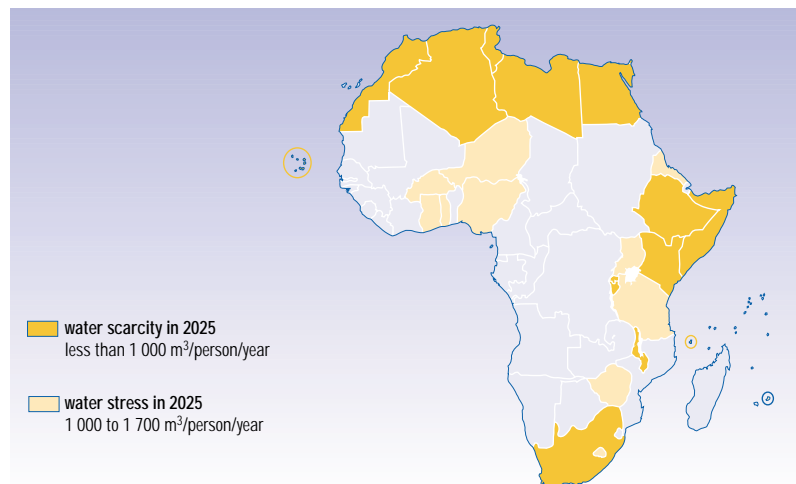 water scarcity in 2025
less than 1 000 m³/person/year
water stress in 2025
1 000 to 1 700 m³/person/year